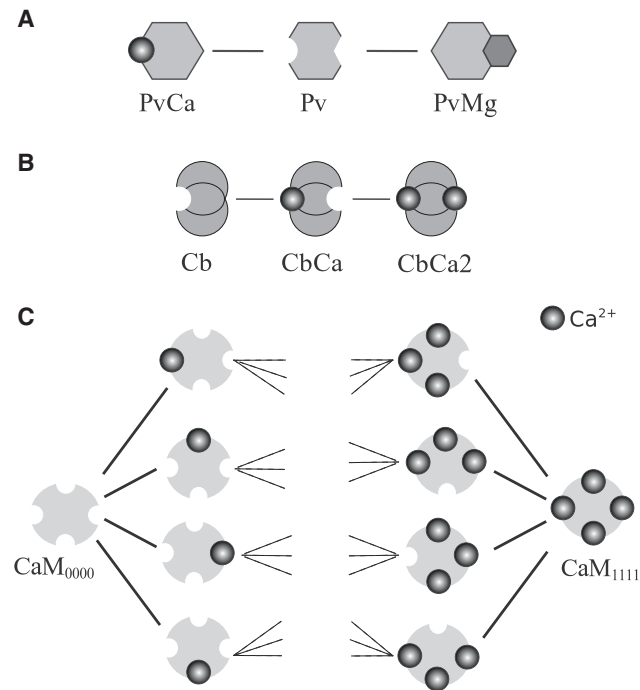 A
PvCa Pv PvMg
B
Cb CbCa CbCa2
C
Ca²⁺
CaM₀₀₀₀ CaM₁₁₁₁